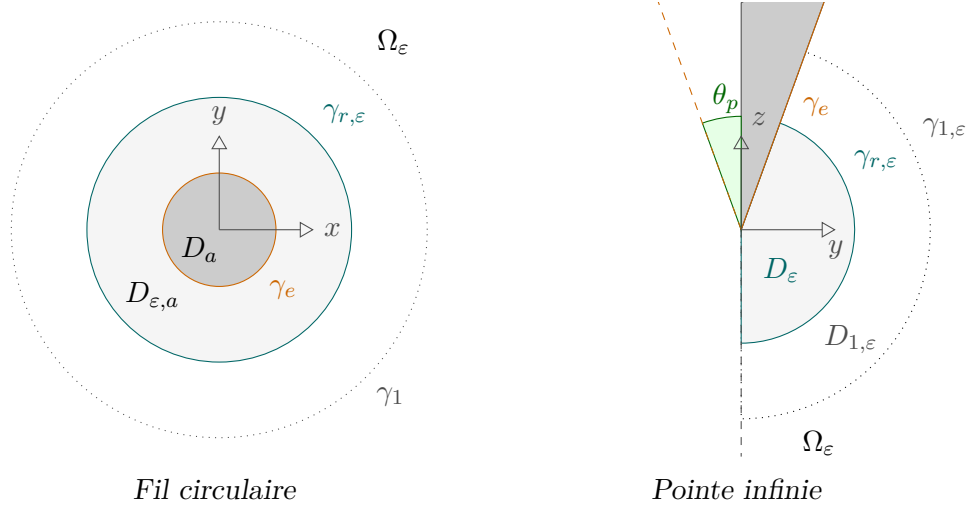 Ω_ε
γ_{r,ε}
y
x
D_a
D_{ε,a}
γ_e
γ_1
Fil circulaire
θ_p
z
γ_e
γ_{1,ε}
γ_{r,ε}
y
D_ε
D_{1,ε}
Ω_ε
Pointe infinie